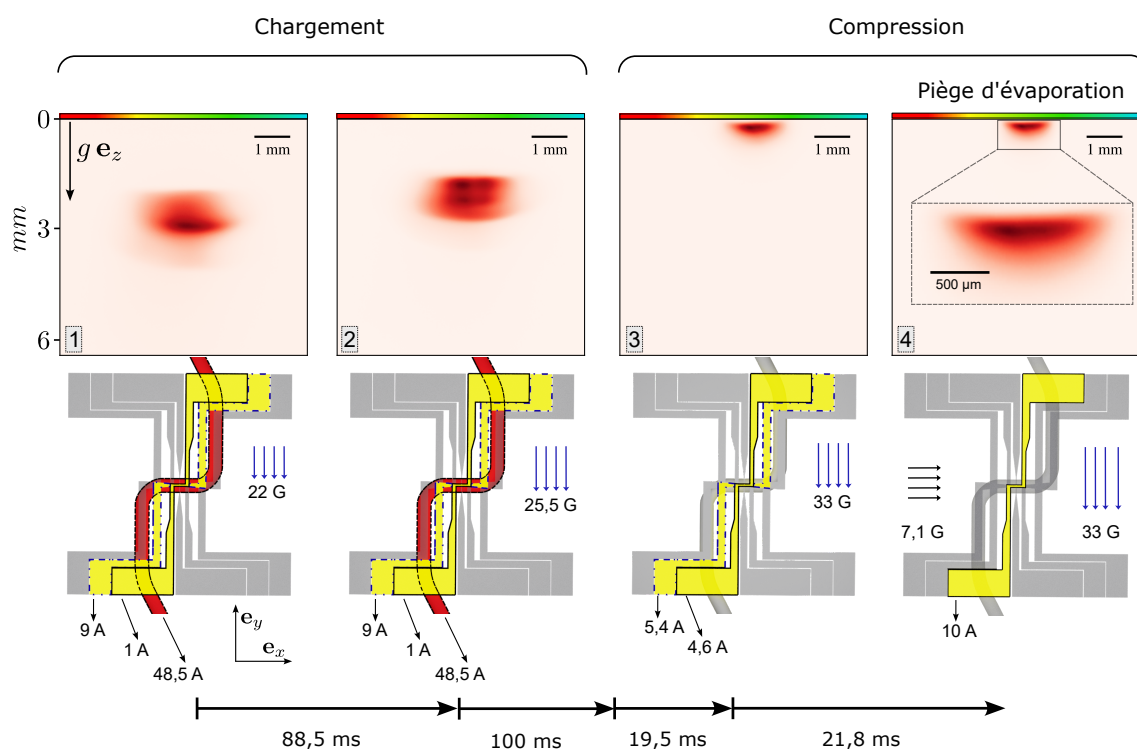 Chargement
Compression
Piège d'évaporation
0
3
6
mm
g e_z
1 mm
1
1 mm
2
1 mm
3
1 mm
500 µm
4
22 G
9 A
1 A
48,5 A
e_y
e_x
25,5 G
9 A
1 A
48,5 A
33 G
5,4 A
4,6 A
7,1 G
33 G
10 A
88,5 ms
100 ms
19,5 ms
21,8 ms